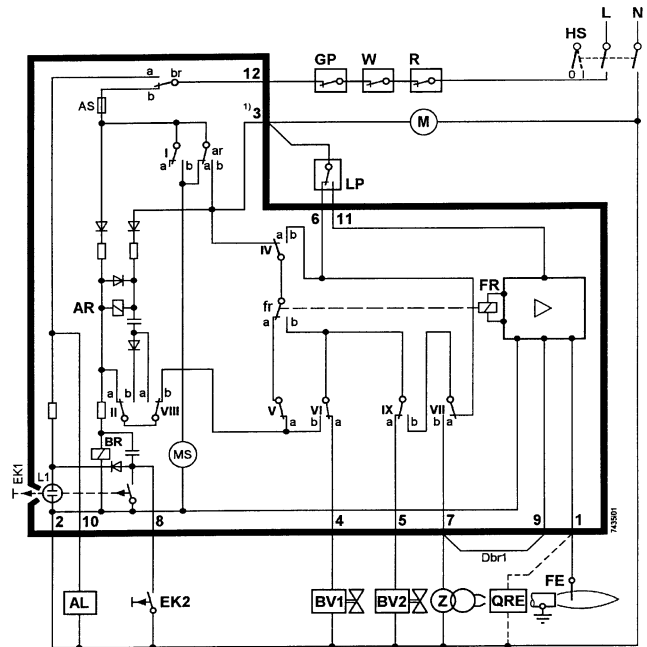 L N
HS
GP W R
0 I
a br 12
b
AS
1) 3 M
I ar
a b a b
LP
6 11
a b
IV
FR
AR
fr
a b
a b a b
II VIII
V VI IX VII
a b a b a b a
BR
MS
EK1
L1
2 10 8 4 5 7 9 1
7435I01
Dbr1
FE
AL EK2 BV1 BV2 Z QRE